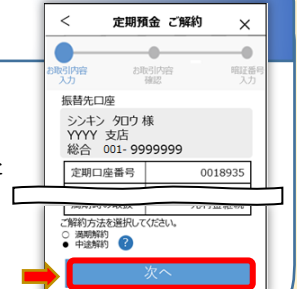 < 定期預金 ご解約 ×
お取引内容 入力
お取引内容 確認
暗証番号 入力
振替先口座
シンキン タロウ 様
YYYY 支店
総合 001- 9999999
定期口座番号 0018935
ご解約方法を選択してください。
○ 満期解約
● 中途解約 ?
次へ